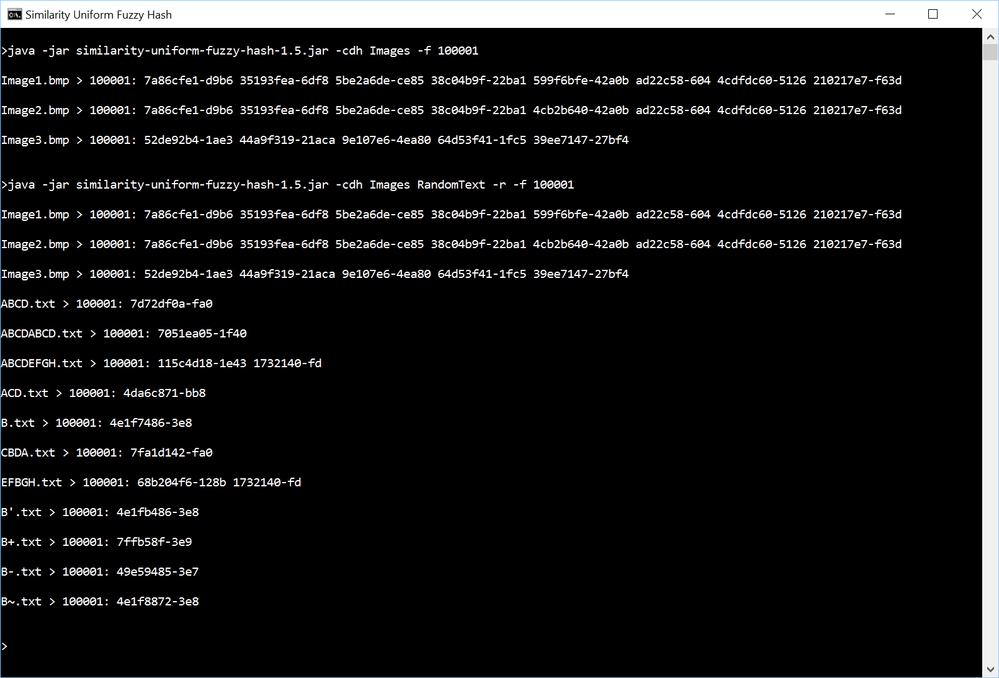 Similarity Uniform Fuzzy Hash
>java -jar similarity-uniform-fuzzy-hash-1.5.jar -cdh Images -f 100001
Image1.bmp > 100001: 7a86cfe1-d9b6 35193fea-6df8 5be2a6de-ce85 38c04b9f-22ba1 599f6bfe-42a0b ad22c58-604 4cdfdc60-5126 210217e7-f63d
Image2.bmp > 100001: 7a86cfe1-d9b6 35193fea-6df8 5be2a6de-ce85 38c04b9f-22ba1 4cb2b640-42a0b ad22c58-604 4cdfdc60-5126 210217e7-f63d
Image3.bmp > 100001: 52de92b4-1ae3 44a9f319-21aca 9e107e6-4ea80 64d53f41-1fc5 39ee7147-27bf4
>java -jar similarity-uniform-fuzzy-hash-1.5.jar -cdh Images RandomText -r -f 100001
Image1.bmp > 100001: 7a86cfe1-d9b6 35193fea-6df8 5be2a6de-ce85 38c04b9f-22ba1 599f6bfe-42a0b ad22c58-604 4cdfdc60-5126 210217e7-f63d
Image2.bmp > 100001: 7a86cfe1-d9b6 35193fea-6df8 5be2a6de-ce85 38c04b9f-22ba1 4cb2b640-42a0b ad22c58-604 4cdfdc60-5126 210217e7-f63d
Image3.bmp > 100001: 52de92b4-1ae3 44a9f319-21aca 9e107e6-4ea80 64d53f41-1fc5 39ee7147-27bf4
ABCD.txt > 100001: 7d72df0a-fa0
ABCDABCD.txt > 100001: 7051ea05-1f40
ABCDEFGH.txt > 100001: 115c4d18-1e43 1732140-fd
ACD.txt > 100001: 4da6c871-bb8
B.txt > 100001: 4e1f7486-3e8
CBDA.txt > 100001: 7fa1d142-fa0
EFBGH.txt > 100001: 68b204f6-128b 1732140-fd
B'.txt > 100001: 4e1fb486-3e8
B+.txt > 100001: 7ffb58f-3e9
B-.txt > 100001: 49e59485-3e7
B~.txt > 100001: 4e1f8872-3e8
>